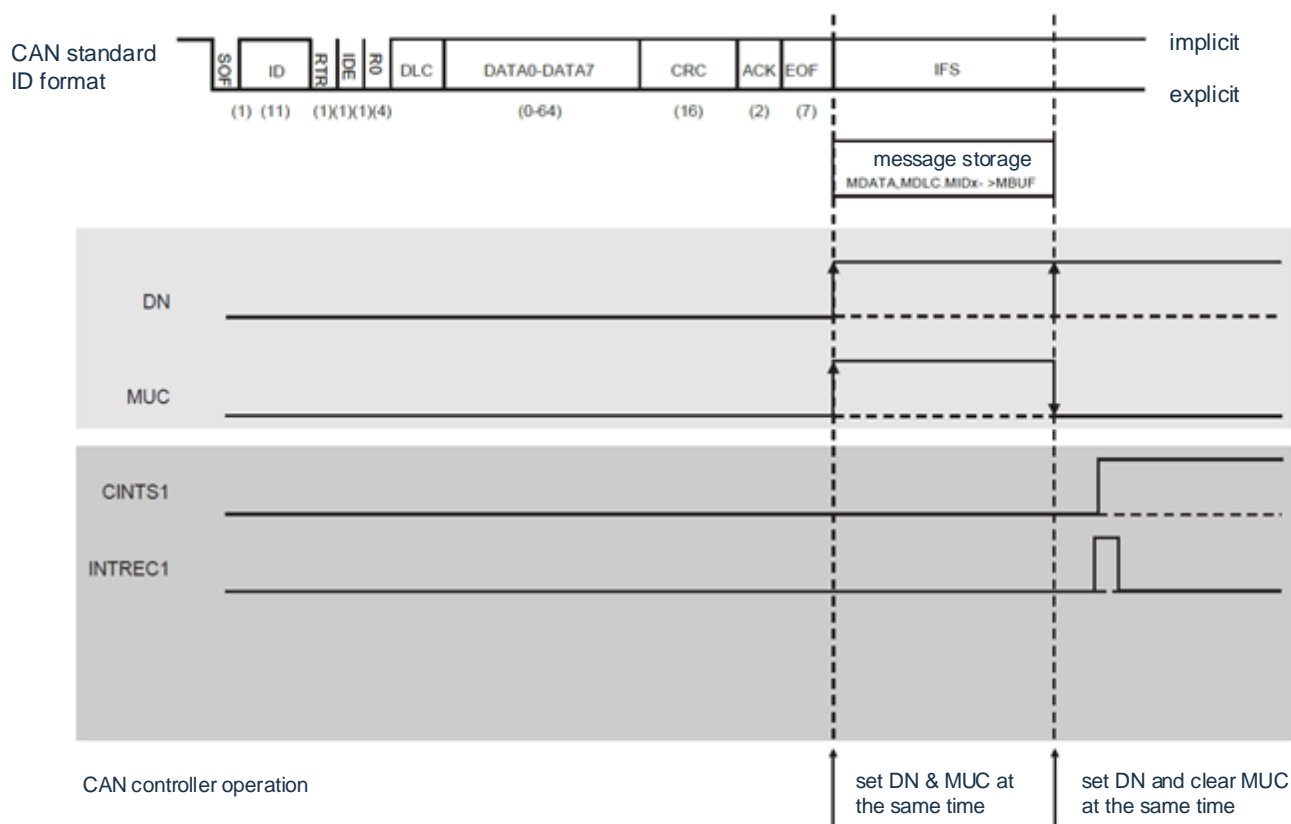 CAN standard
ID format
SOF
ID
RTR
IDE
R0
DLC
DATA0-DATA7
CRC
ACK
EOF
IFS
implicit
explicit
(1) (11) (1)(1)(1)(4) (0-64) (16) (2) (7)
message storage
MDATA,MDLC.MIDx- >MBUF
DN
MUC
CINTS1
INTREC1
CAN controller operation
set DN & MUC at
the same time
set DN and clear MUC
at the same time